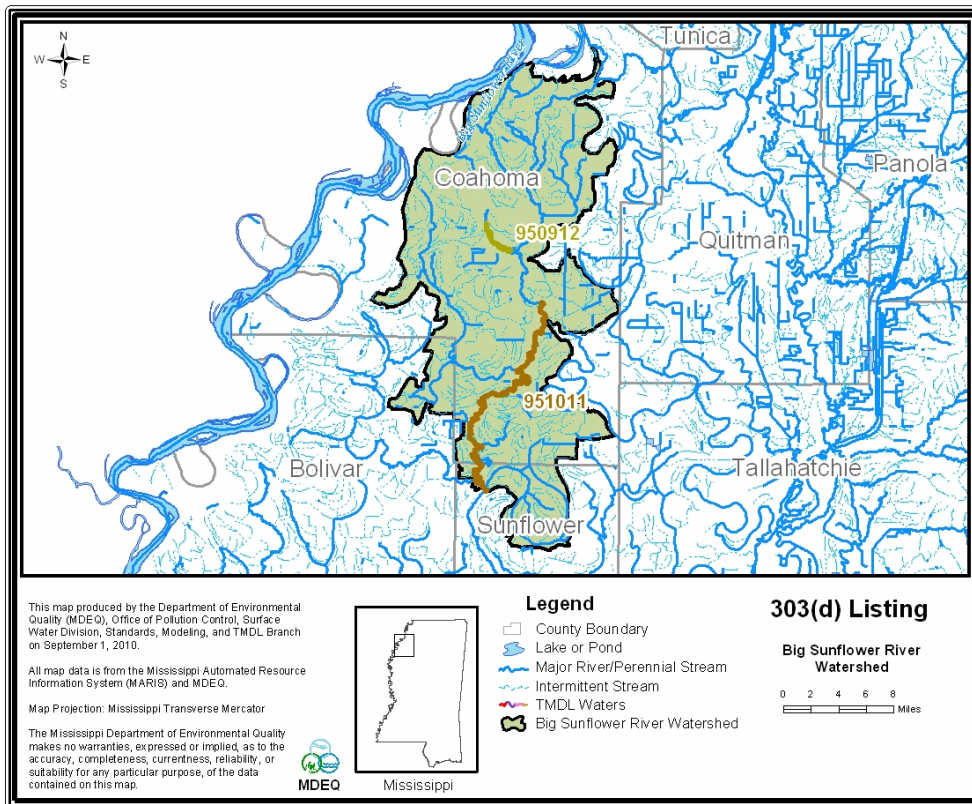 N
W E
S
Tunica
Mississippi River
Coahoma
Panola
950912
Quitman
951011
Bolivar
Tallahatchie
Sunflower
This map produced by the Department of Environmental
Quality (MDEQ), Office of Pollution Control, Surface
Water Division, Standards, Modeling, and TMDL Branch
on September 1, 2010.
All map data is from the Mississippi Automated Resource
Information System (MARIS) and MDEQ.
Map Projection: Mississippi Transverse Mercator
The Mississippi Department of Environmental Quality
makes no warranties, expressed or implied, as to the
accuracy, completeness, currentness, reliability, or
suitability for any particular purpose, of the data
contained on this map.
MDEQ
Mississippi
Legend
County Boundary
Lake or Pond
Major River/Perennial Stream
Intermittent Stream
TMDL Waters
Big Sunflower River Watershed
303(d) Listing
Big Sunflower River
Watershed
0 2 4 6 8
Miles